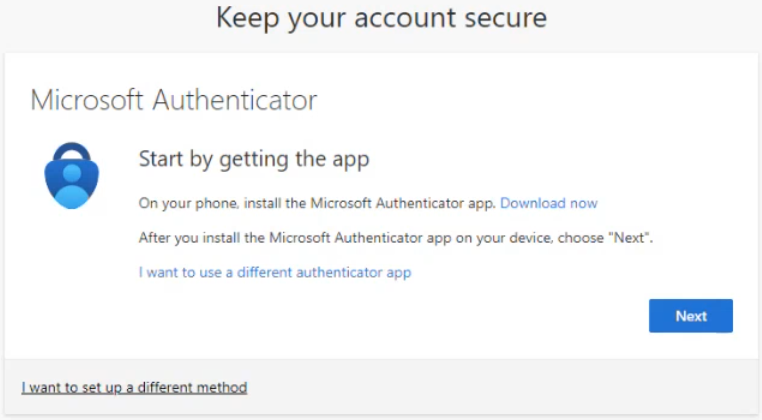 Keep your account secure
Microsoft Authenticator
Start by getting the app
On your phone, install the Microsoft Authenticator app. Download now
After you install the Microsoft Authenticator app on your device, choose "Next".
I want to use a different authenticator app
Next
I want to set up a different method